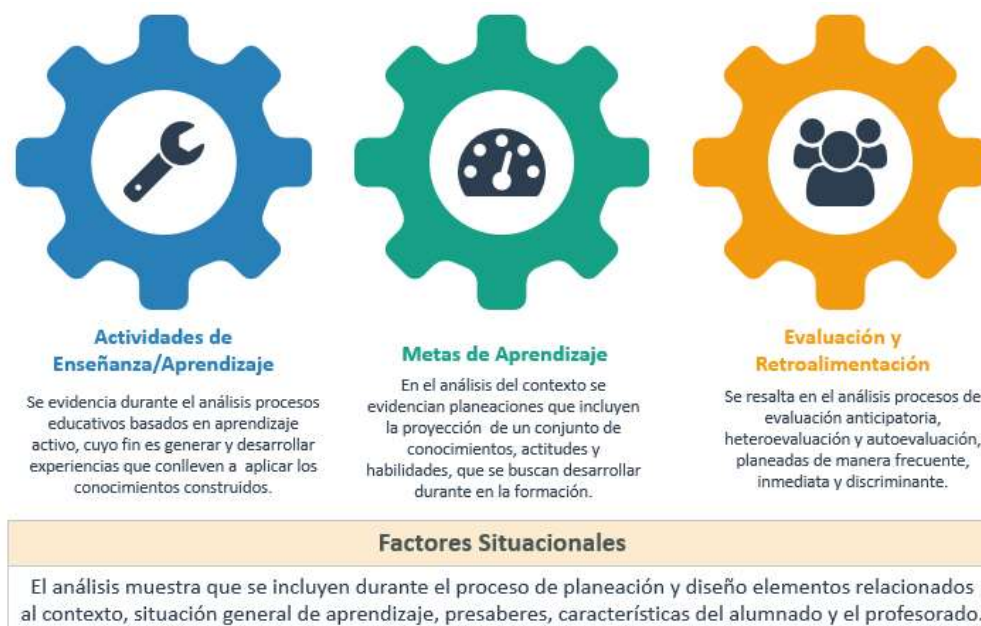 Actividades de
Enseñanza/Aprendizaje
Se evidencia durante el análisis procesos
educativos basados en aprendizaje
activo, cuyo fin es generar y desarrollar
experiencias que conlleven a aplicar los
conocimientos construidos.
Metas de Aprendizaje
En el análisis del contexto se
evidencian planeaciones que incluyen
la proyección de un conjunto de
conocimientos, actitudes y
habilidades, que se buscan desarrollar
durante en la formación.
Evaluación y
Retroalimentación
Se resalta en el análisis procesos de
evaluación anticipatoria,
heteroevaluación y autoevaluación,
planeadas de manera frecuente,
inmediata y discriminante.
Factores Situacionales
El análisis muestra que se incluyen durante el proceso de planeación y diseño elementos relacionados
al contexto, situación general de aprendizaje, presaberes, características del alumnado y el profesorado.